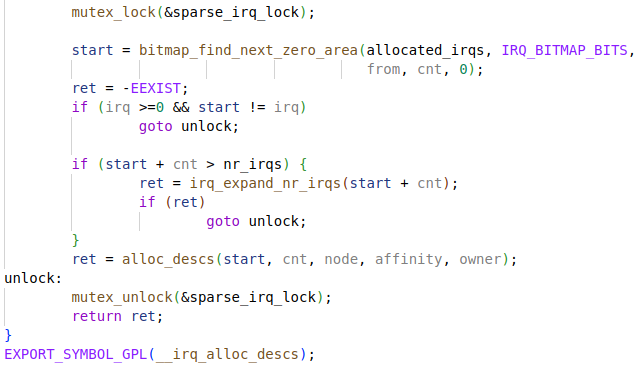 mutex_lock(&sparse_irq_lock);
start = bitmap_find_next_zero_area(allocated_irqs, IRQ_BITMAP_BITS,
from, cnt, 0);
ret = -EEXIST;
if (irq >=0 && start != irq)
goto unlock;
if (start + cnt > nr_irqs) {
ret = irq_expand_nr_irqs(start + cnt);
if (ret)
goto unlock;
}
ret = alloc_descs(start, cnt, node, affinity, owner);
unlock:
mutex_unlock(&sparse_irq_lock);
return ret;
}
EXPORT_SYMBOL_GPL(__irq_alloc_descs);